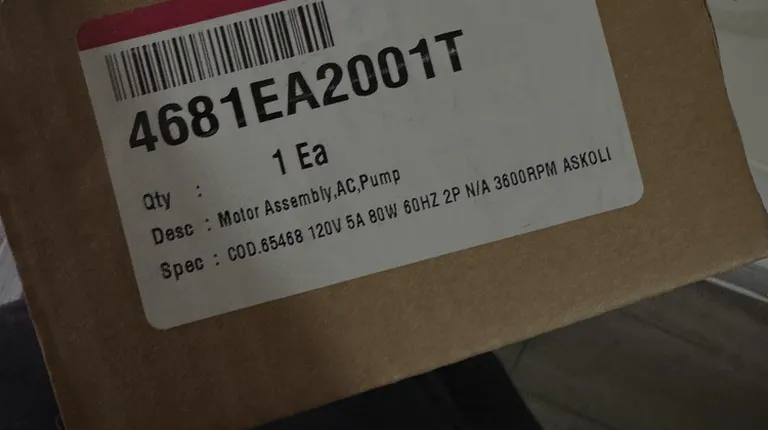 4681EA2001T
Qty : 1 Ea
Desc : Motor Assembly,AC,Pump
Spec : COD.65468 120V 5A 80W 60HZ 2P N/A 3600RPM ASKOLI